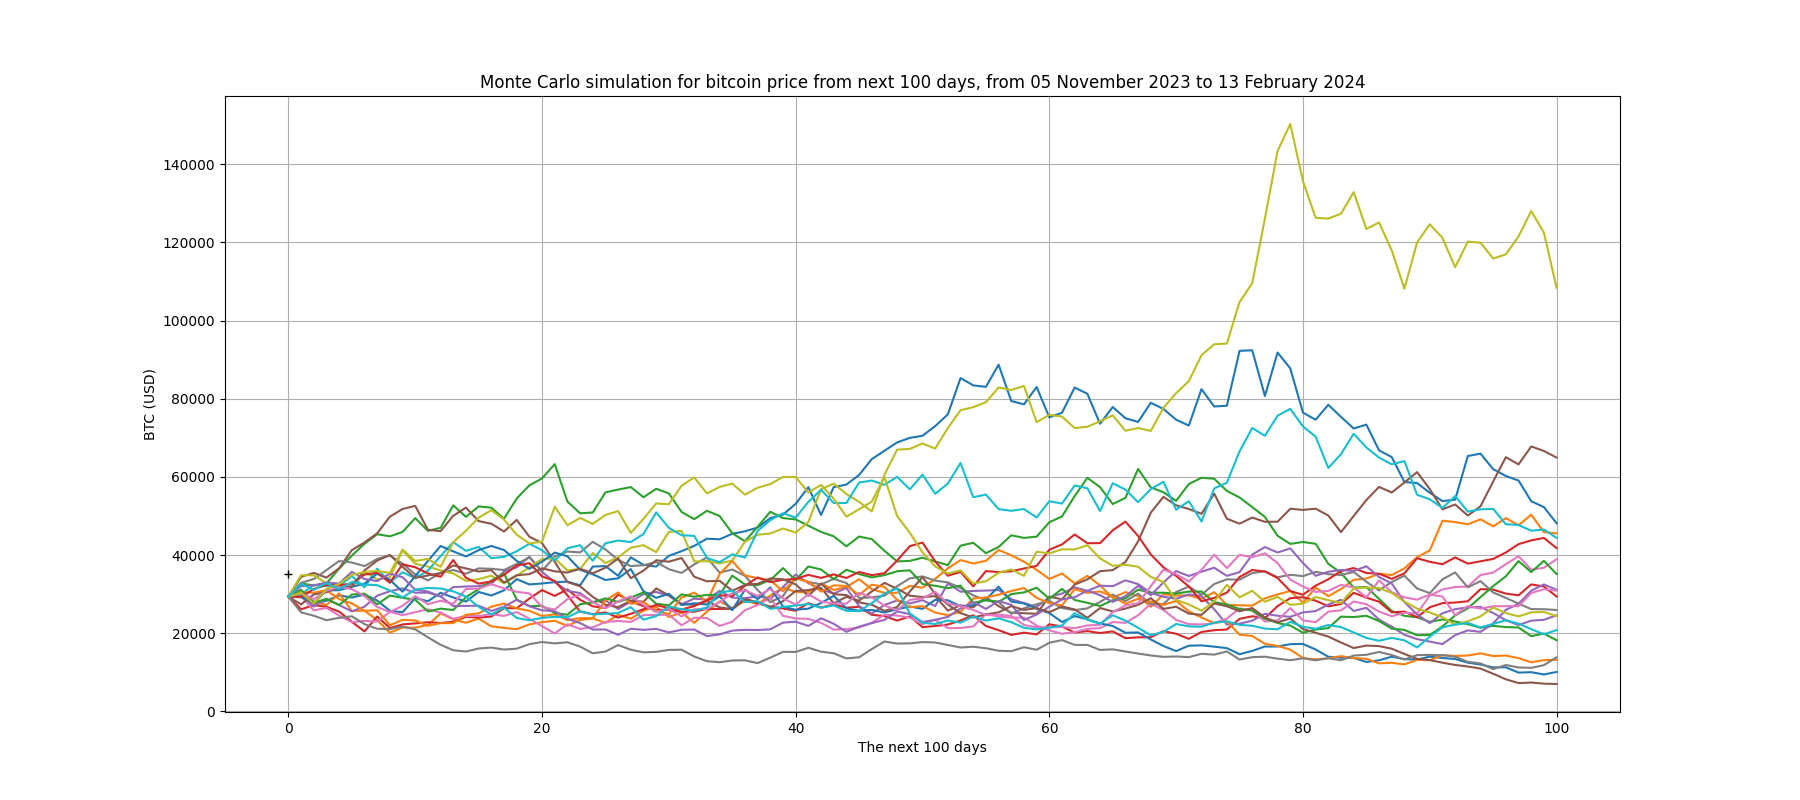 Monte Carlo simulation for bitcoin price from next 100 days, from 05 November 2023 to 13 February 2024
140000
120000
100000
80000
60000
40000
20000
0
BTC (USD)
0 20 40 60 80 100
The next 100 days